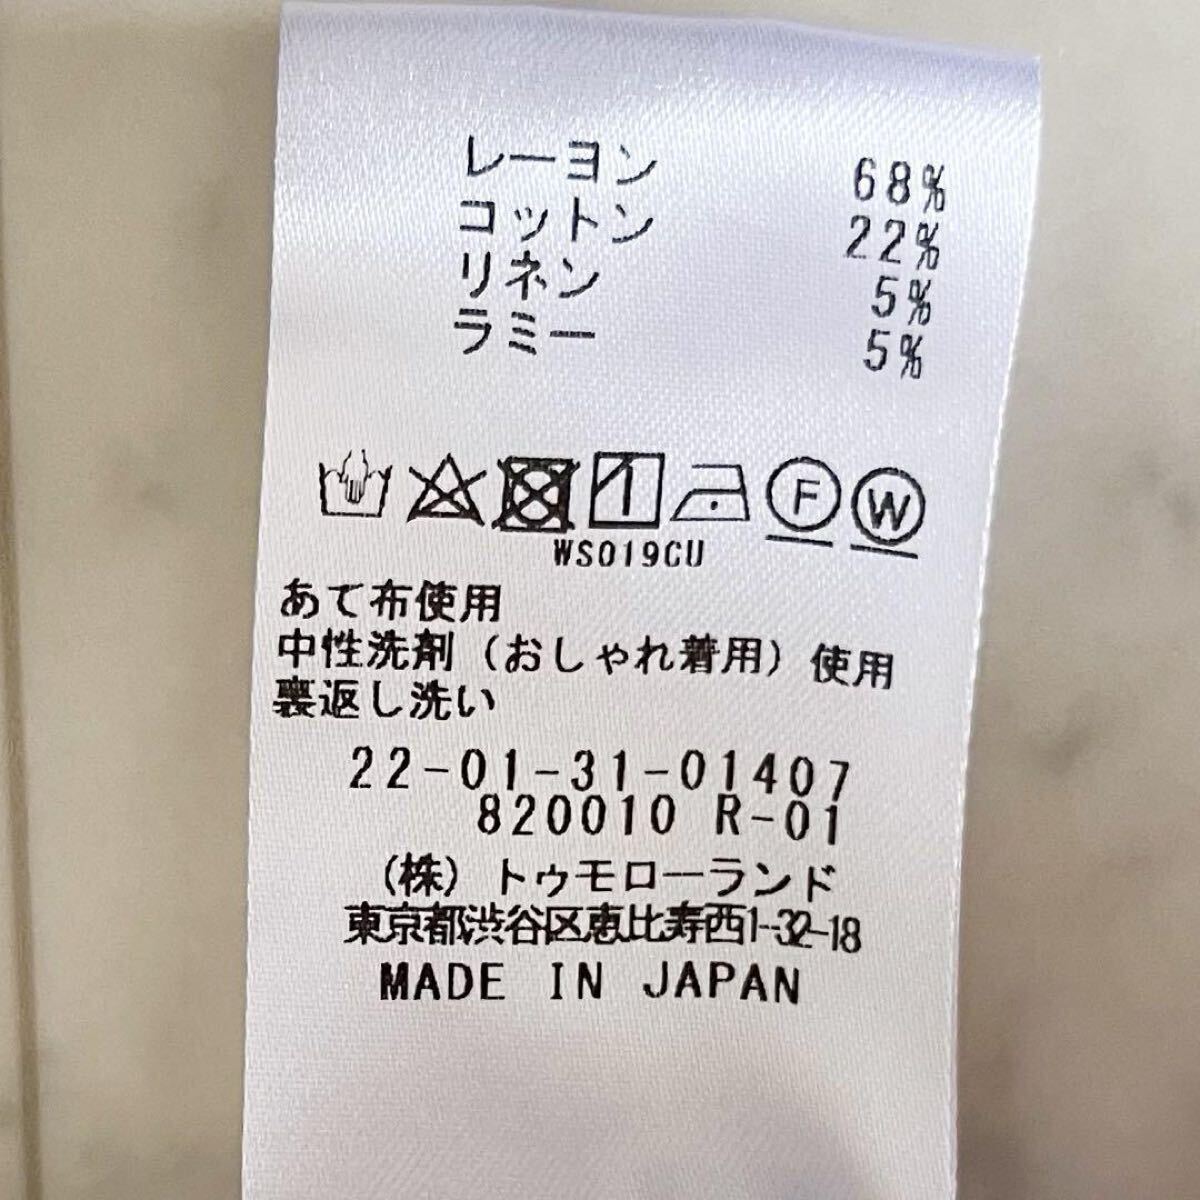 レーヨン 68%
コットン 22%
リネン 5%
ラミー 5%
F W
WS019CU
あて布使用
中性洗剤（おしゃれ着用）使用
裏返し洗い
22-01-31-01407
820010 R-01
（株）トゥモローランド
東京都渋谷区恵比寿西1-32-18
MADE IN JAPAN